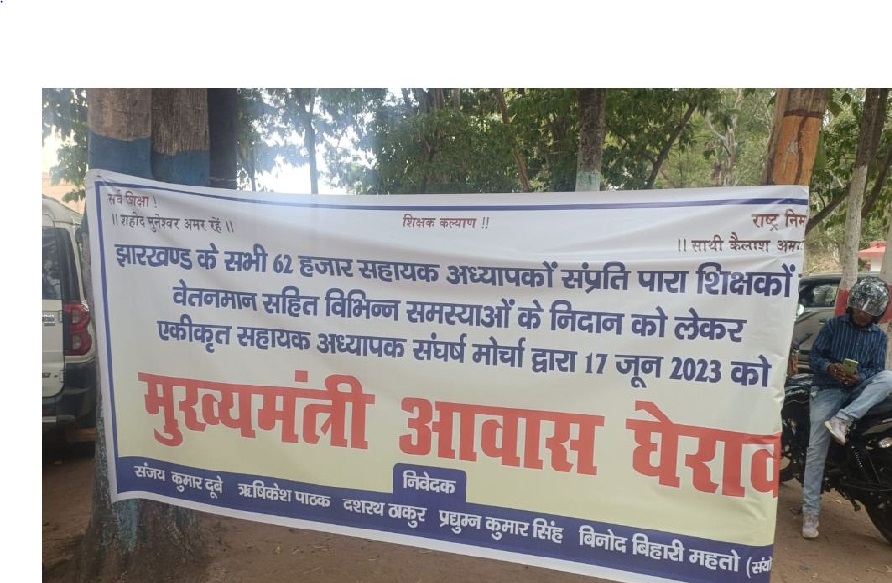 सर्व शिक्षा !
|| शहीद मुनेश्वर अमर रहें ||
शिक्षक कल्याण !!
राष्ट्र
|| साथी कैलाश
झारखण्ड के सभी 62 हजार सहायक अध्यापकों संप्रति पारा शिक्षकों
वेतनमान सहित विभिन्न समस्याओं के निदान को लेकर
एकीकृत सहायक अध्यापक संघर्ष मोर्चा द्वारा 17 जून 2023 को
मुख्यमंत्री आवास घेराव
निवेदक
संजय कुमार दूबे ऋषिकेश पाठक दशरथ ठाकुर प्रद्युम्न कुमार सिंह बिनोद बिहारी महतो